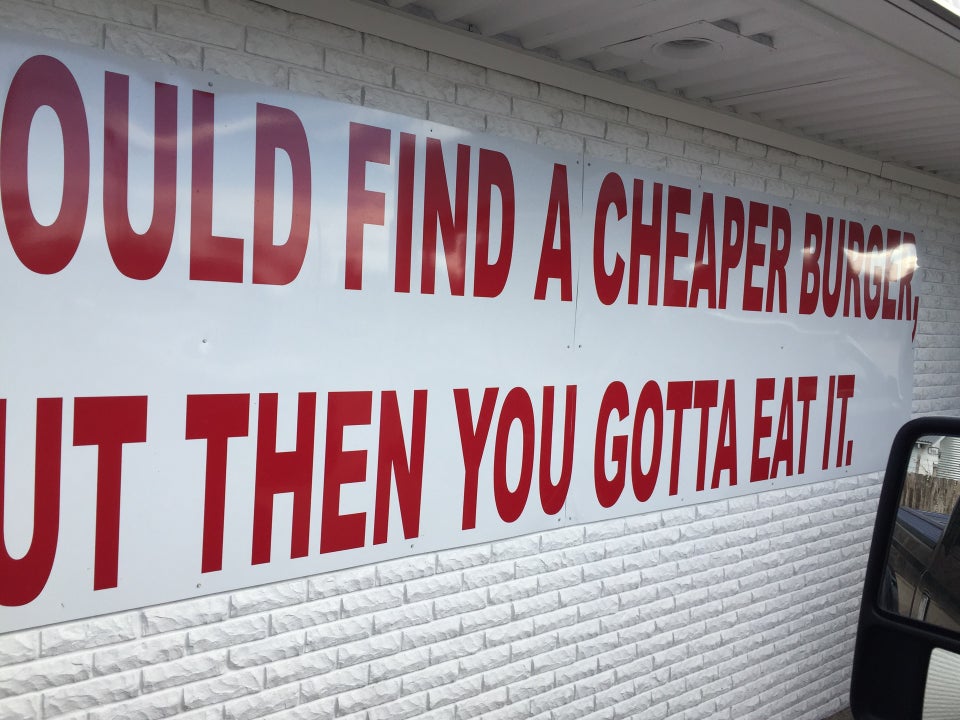 OULD FIND A CHEAPER BURGER,
UT THEN YOU GOTTA EAT IT.